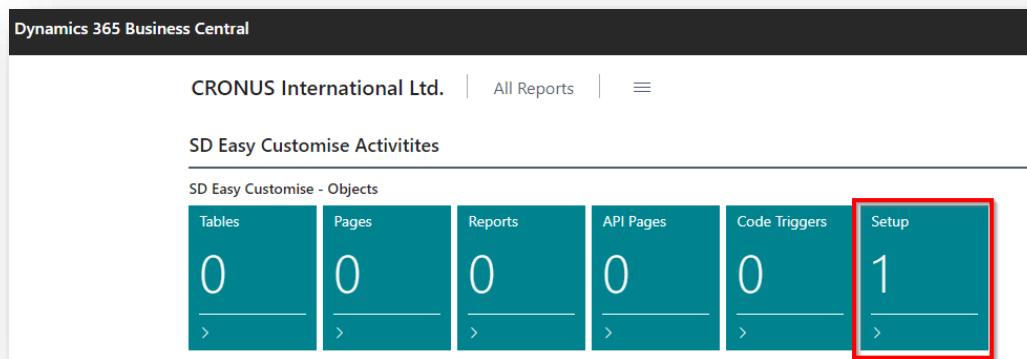 Dynamics 365 Business Central
CRONUS International Ltd. All Reports
SD Easy Customise Activitites
SD Easy Customise - Objects
Tables Pages Reports API Pages Code Triggers Setup
0 0 0 0 0 1